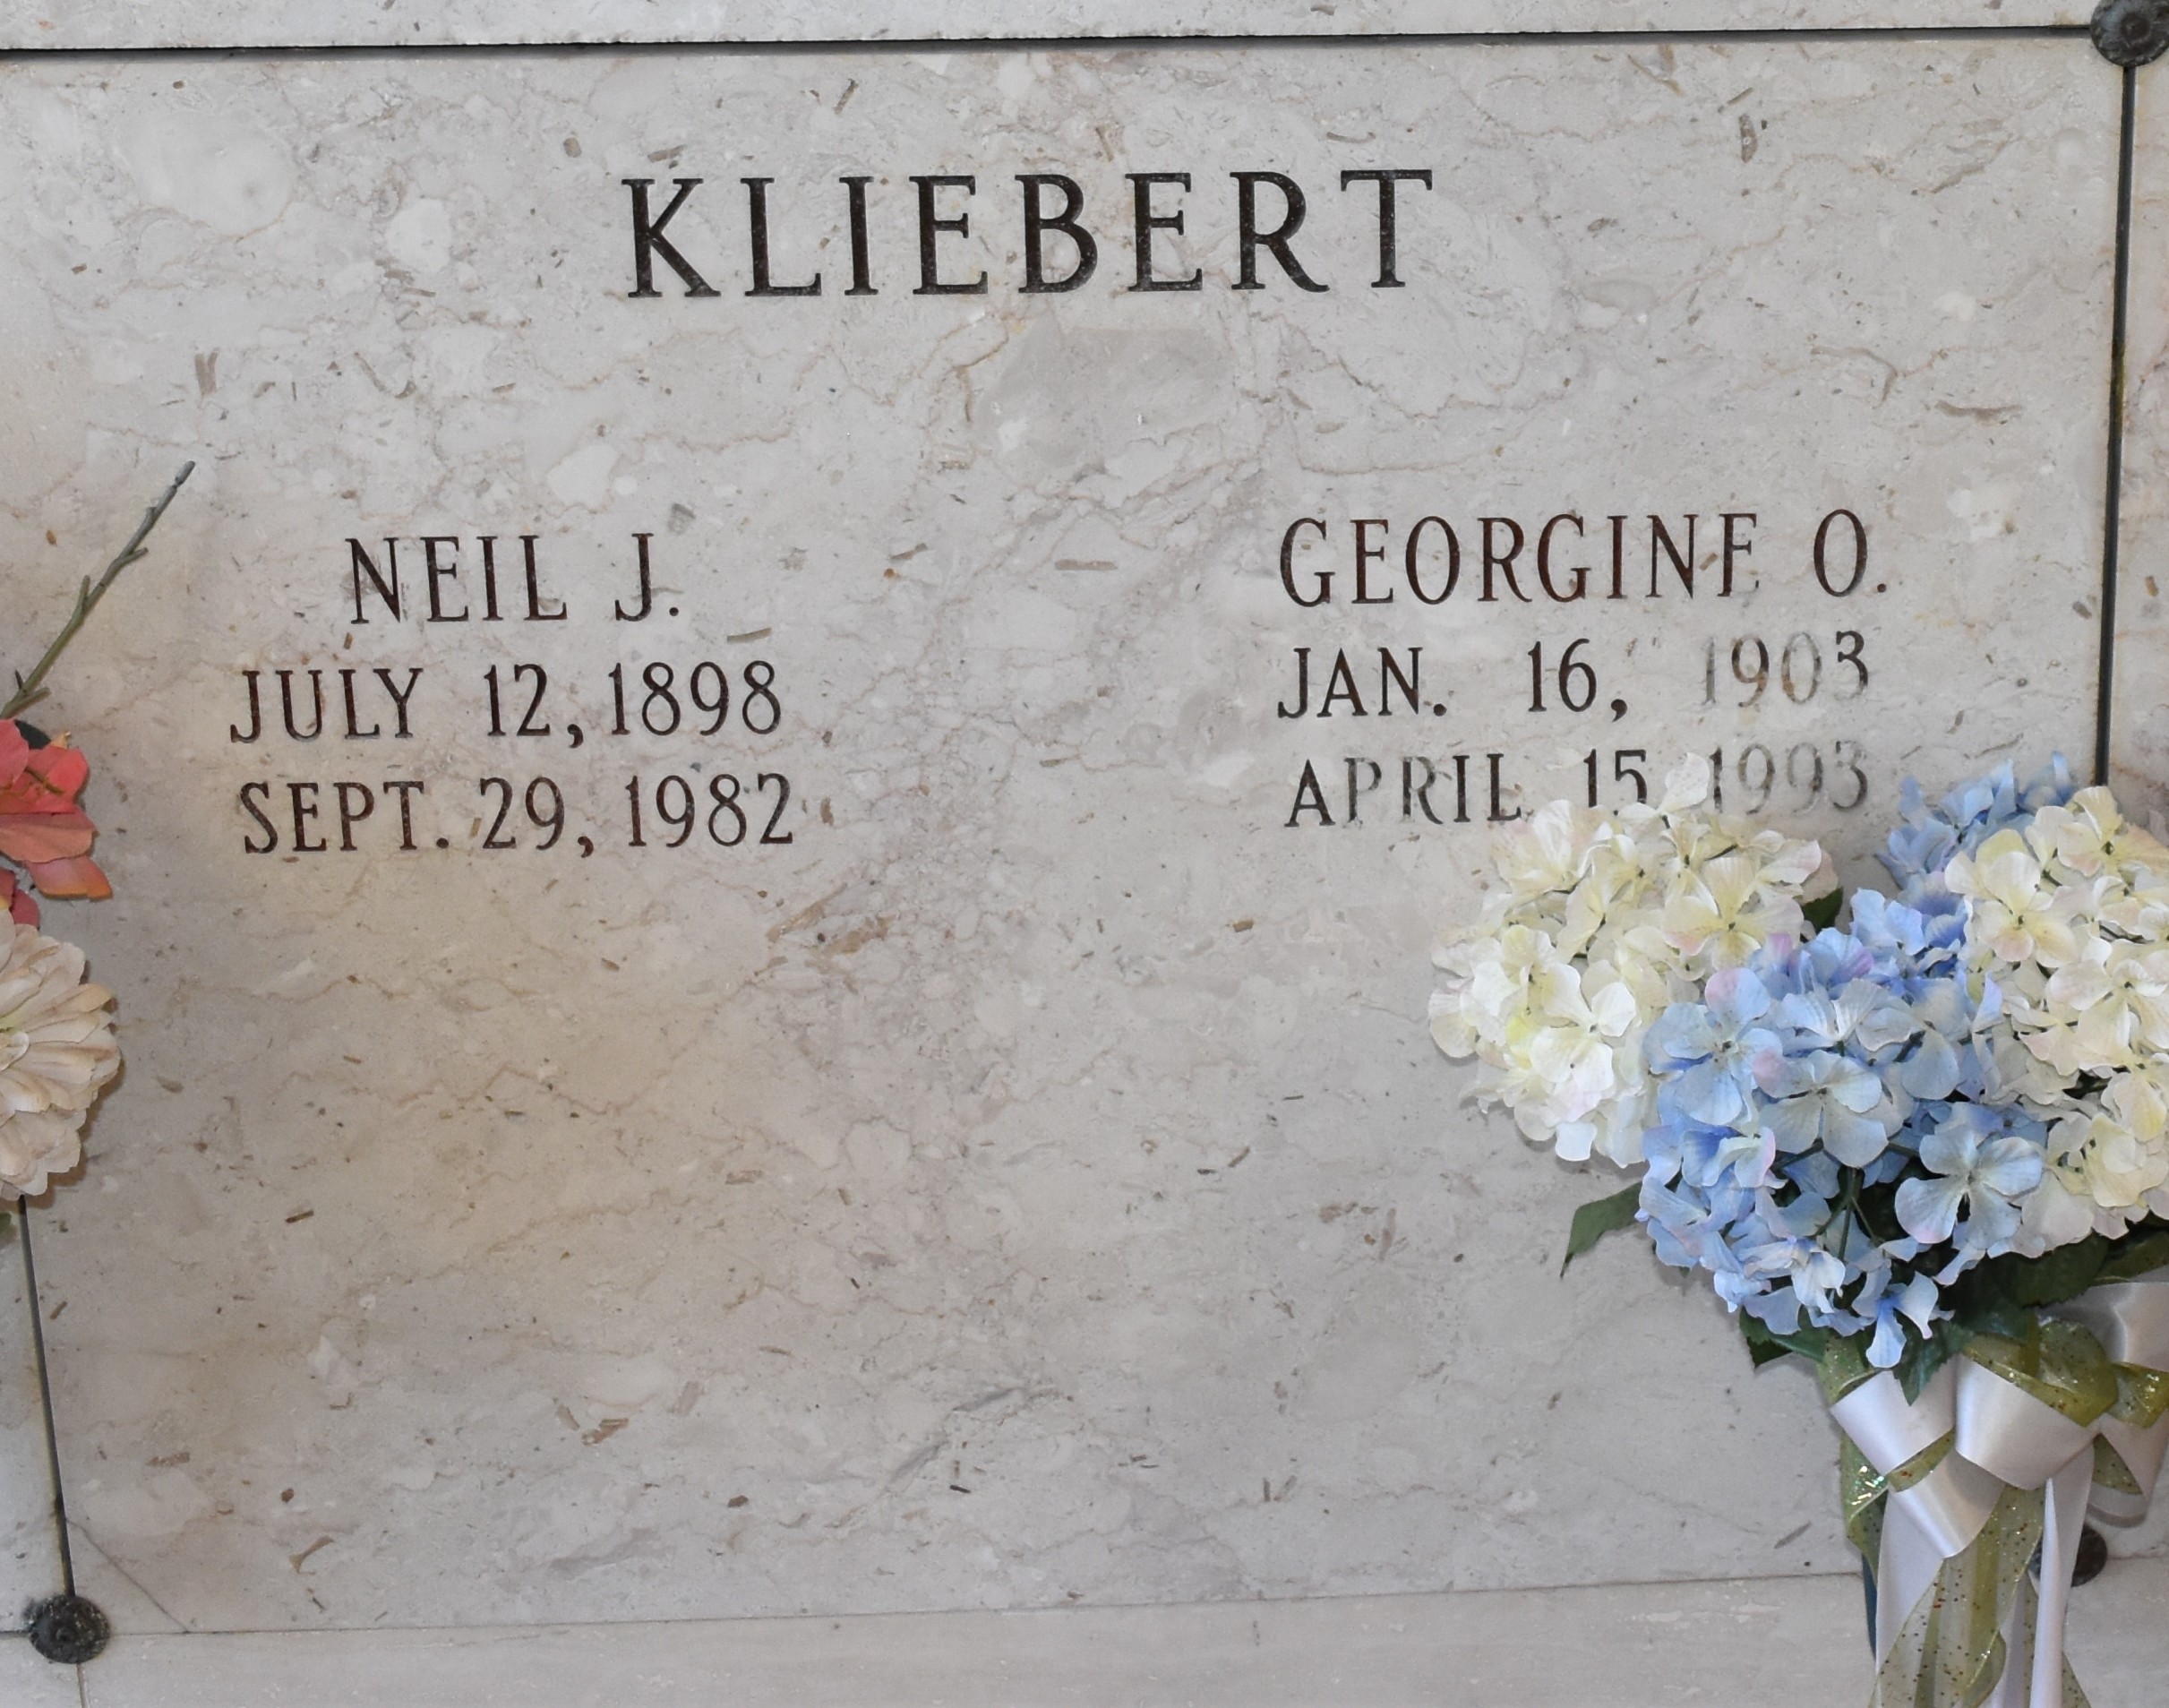 KLIEBERT
NEIL J.
JULY 12, 1898
SEPT. 29, 1982
GEORGINE O.
JAN. 16, 1903
APRIL 15 1993